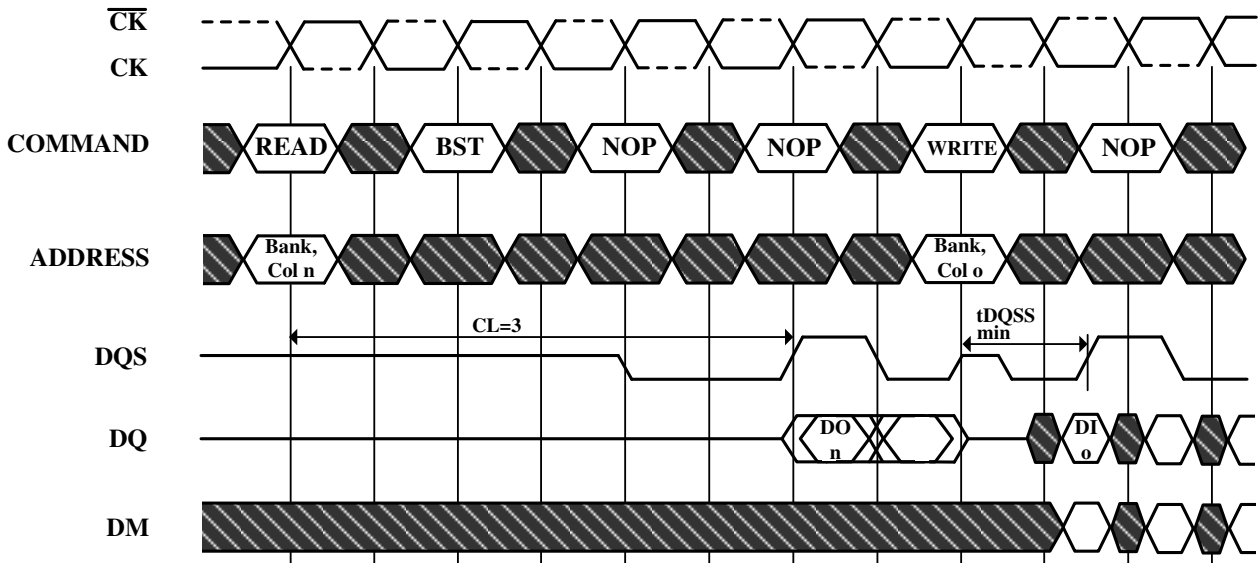 CK
CK
COMMAND
READ
BST
NOP
NOP
WRITE
NOP
ADDRESS
Bank,
Col n
Bank,
Col o
CL=3
tDQSS
min
DQS
DQ
DO
n
DI
o
DM